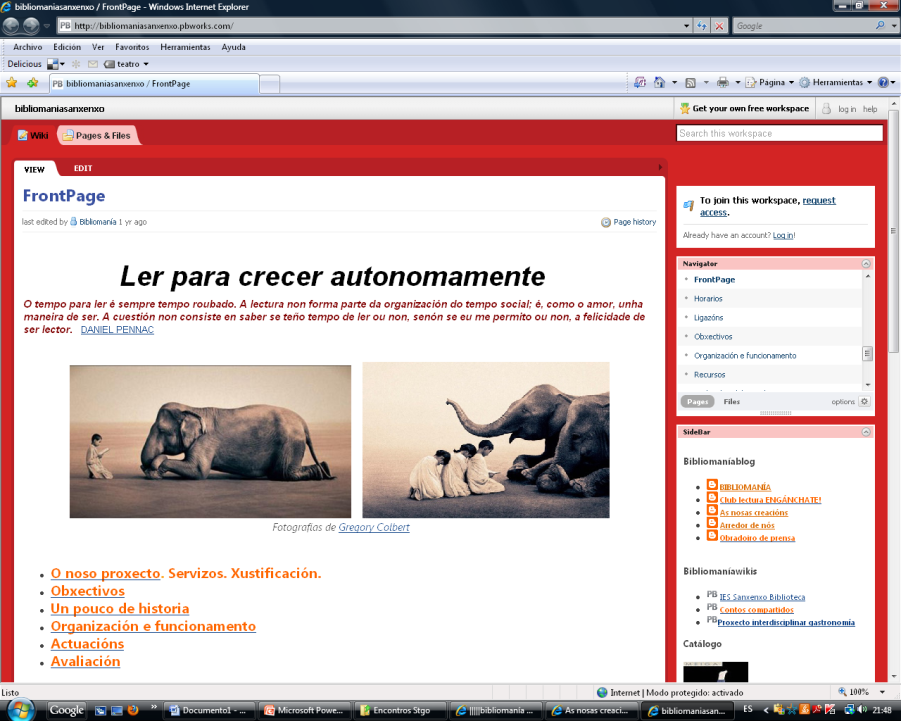 bibliomaniasanxenxo / FrontPage - Windows Internet Explorer
PB http://bibliomaniasanxenxo.pbworks.com/
Google
Archivo Edición Ver Favoritos Herramientas Ayuda
Delicious teatro
PB bibliomaniasanxenxo / FrontPage
Página Herramientas
bibliomaniasanxenxo
Get your own free workspace log in help
Wiki Pages & Files
Search this workspace
VIEW EDIT
FrontPage
last edited by Bibliomanía 1 yr ago
Page history
Ler para crecer autonomamente
O tempo para ler é sempre tempo roubado. A lectura non forma parte da organización do tempo social; é, como o amor, unha
maneira de ser. A cuestión non consiste en saber se teño tempo de ler ou non, senón se eu me permito ou non, a felicidade de
ser lector. DANIEL PENNAC
Fotografías de Gregory Colbert
O noso proxecto. Servizos. Xustificación.
Obxectivos
Un pouco de historia
Organización e funcionamento
Actuacións
Avaliación
To join this workspace, request
access.
Already have an account? Log in!
Navigator
FrontPage
Horarios
Ligazóns
Obxectivos
Organización e funcionamento
Recursos
Pages Files options
SideBar
Bibliomaníablog
BIBLIOMANÍA
Club lectura ENGÁNCHATE!
As nosas creacións
Arredor de nós
Obradoiro de prensa
Bibliomaníawikis
PB IES Sanxenxo Biblioteca
PB Contos compartidos
PB Proxecto interdisciplinar gastronomía
Catálogo
Listo
Internet | Modo protegido: activado
100%
Google
Documento1 - ...
Microsoft Powe...
Encontros Stgo
bibliomanía ...
As nosas creaci...
bibliomaniasan...
ES
21:48